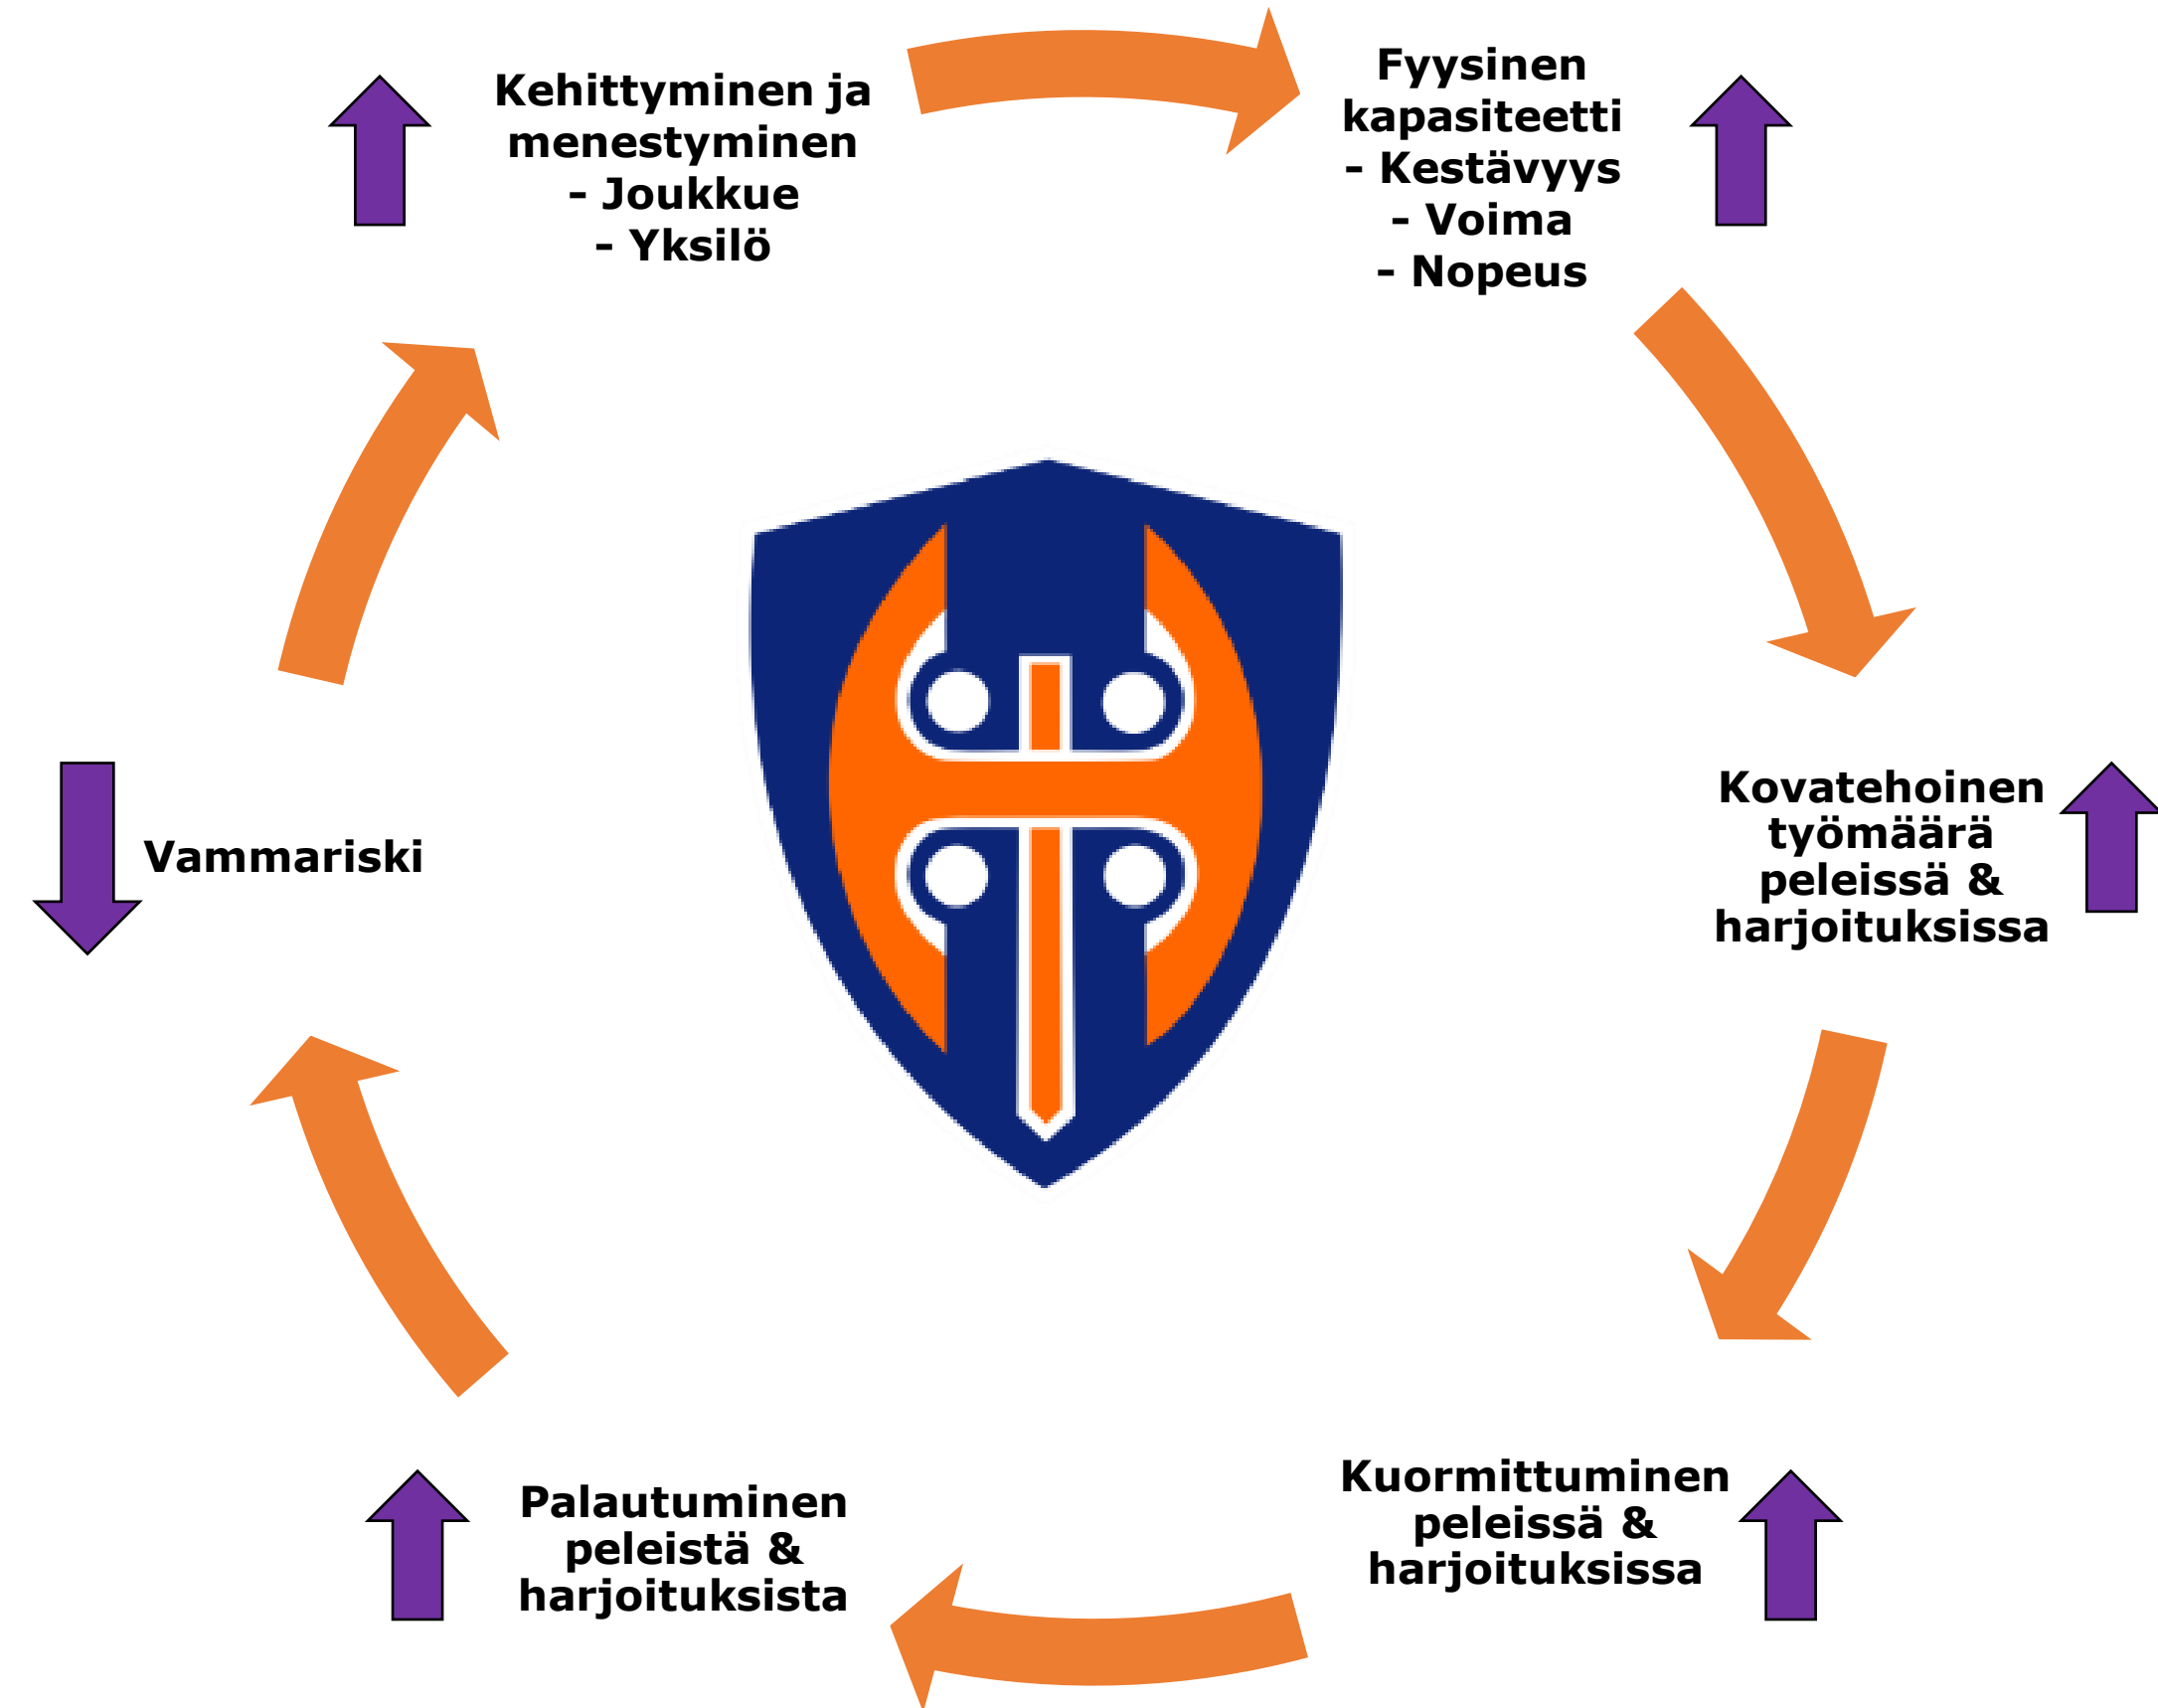 Kehittyminen ja
menestyminen
- Joukkue
- Yksilö
Fyysinen
kapasiteetti
- Kestävyys
- Voima
- Nopeus
Kovatehoinen
työmäärä
peleissä &
harjoituksissa
Kuormittuminen
peleissä &
harjoituksissa
Palautuminen
peleistä &
harjoituksista
Vammariski